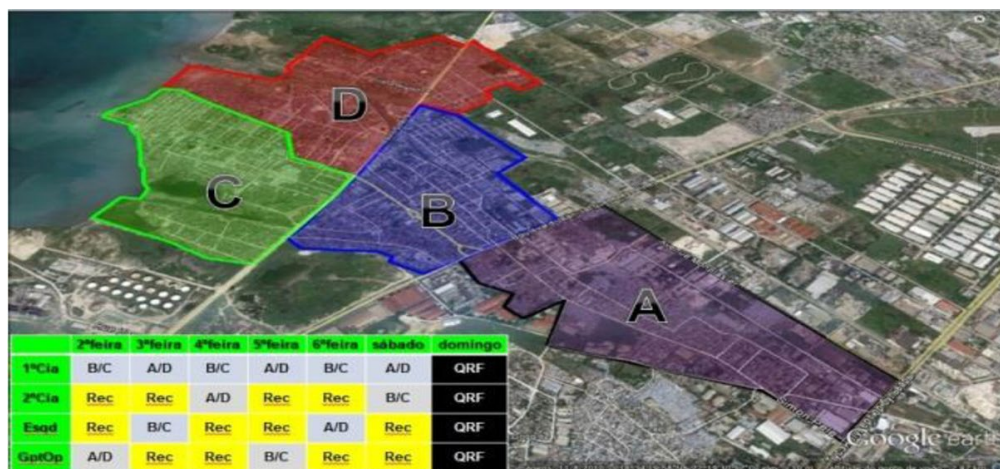 D
C
B
A
2ªfeira 3ªfeira 4ªfeira 5ªfeira 6ªfeira sábado domingo
1ªCia B/C A/D B/C A/D B/C A/D QRF
2ªCia Rec Rec A/D Rec Rec B/C QRF
Esqd Rec B/C Rec Rec A/D Rec QRF
GptOp A/D Rec Rec B/C Rec Rec QRF
Google earth